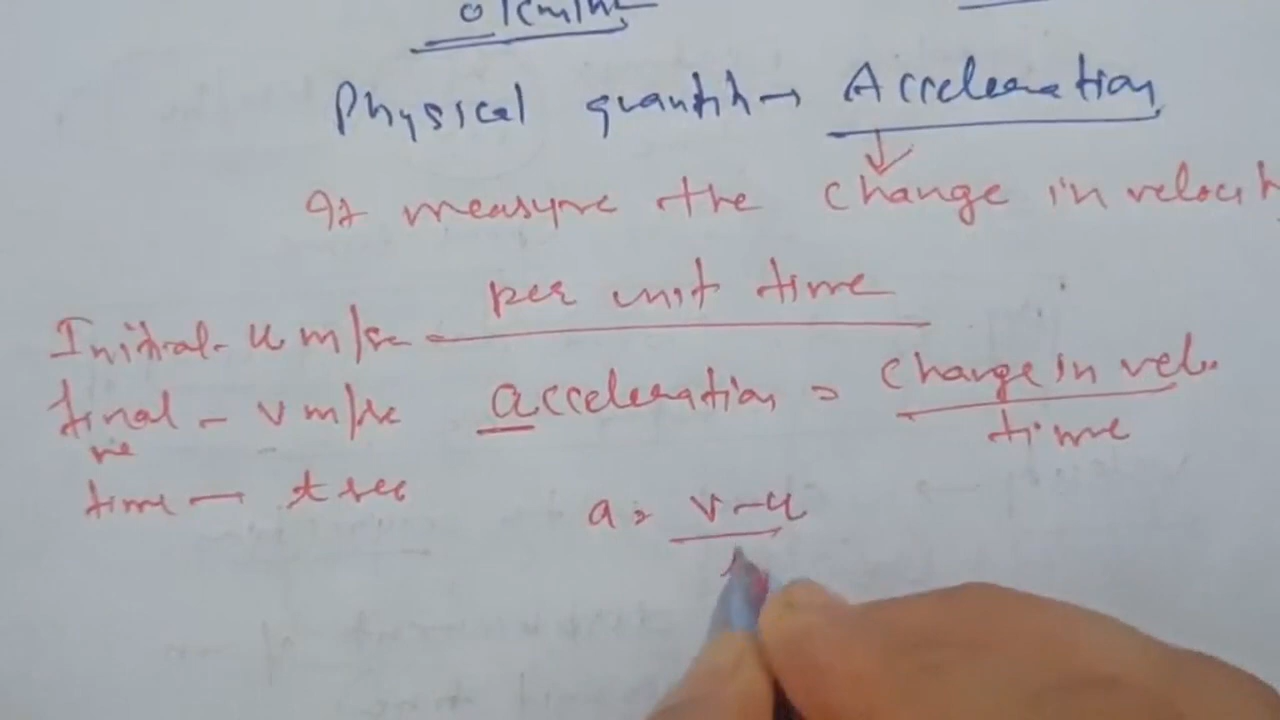 Physical quantity → Acceleration
↓
It measure the change in velocity
per unit time
Initial - u m/sec
final - v m/sec
time — t sec
acceleration = change in vel.
time
a = v-u